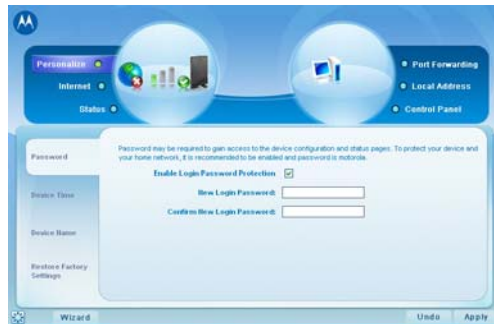 Personalize
Internet
Status
Port Forwarding
Local Address
Control Panel
Password
Device Time
Device Name
Restore Factory
Settings
Password may be required to gain access to the device configuration and status pages. To protect your device and
your home network, it is recommended to be enabled and password is motorola.
Enable Login Password Protection
New Login Password:
Confirm New Login Password:
Wizard
Undo
Apply